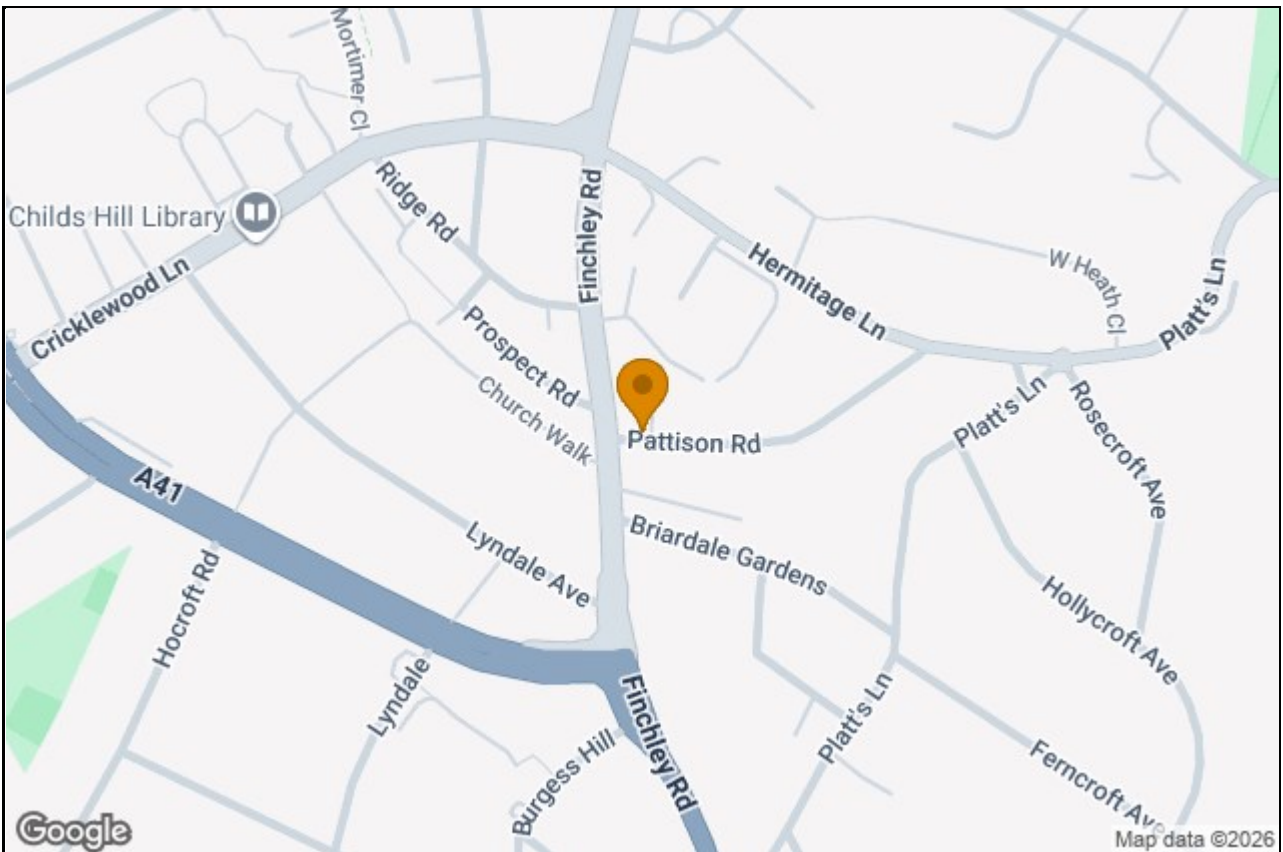 Mortimer Cl
Ridge Rd
Childs Hill Library
Finchley Rd
Hermitage Ln
W Heath Cl
Platt's Ln
Cricklewood Ln
Prospect Rd
Church Walk
Pattison Rd
Platt's Ln
Rosecroft Ave
A41
Briardale Gardens
Lyndale Ave
Hocroft Rd
Hollycroft Ave
Lyndale
Platt's Ln
Finchley Rd
Burgess Hill
Ferncroft Ave
Google
Map data ©2026